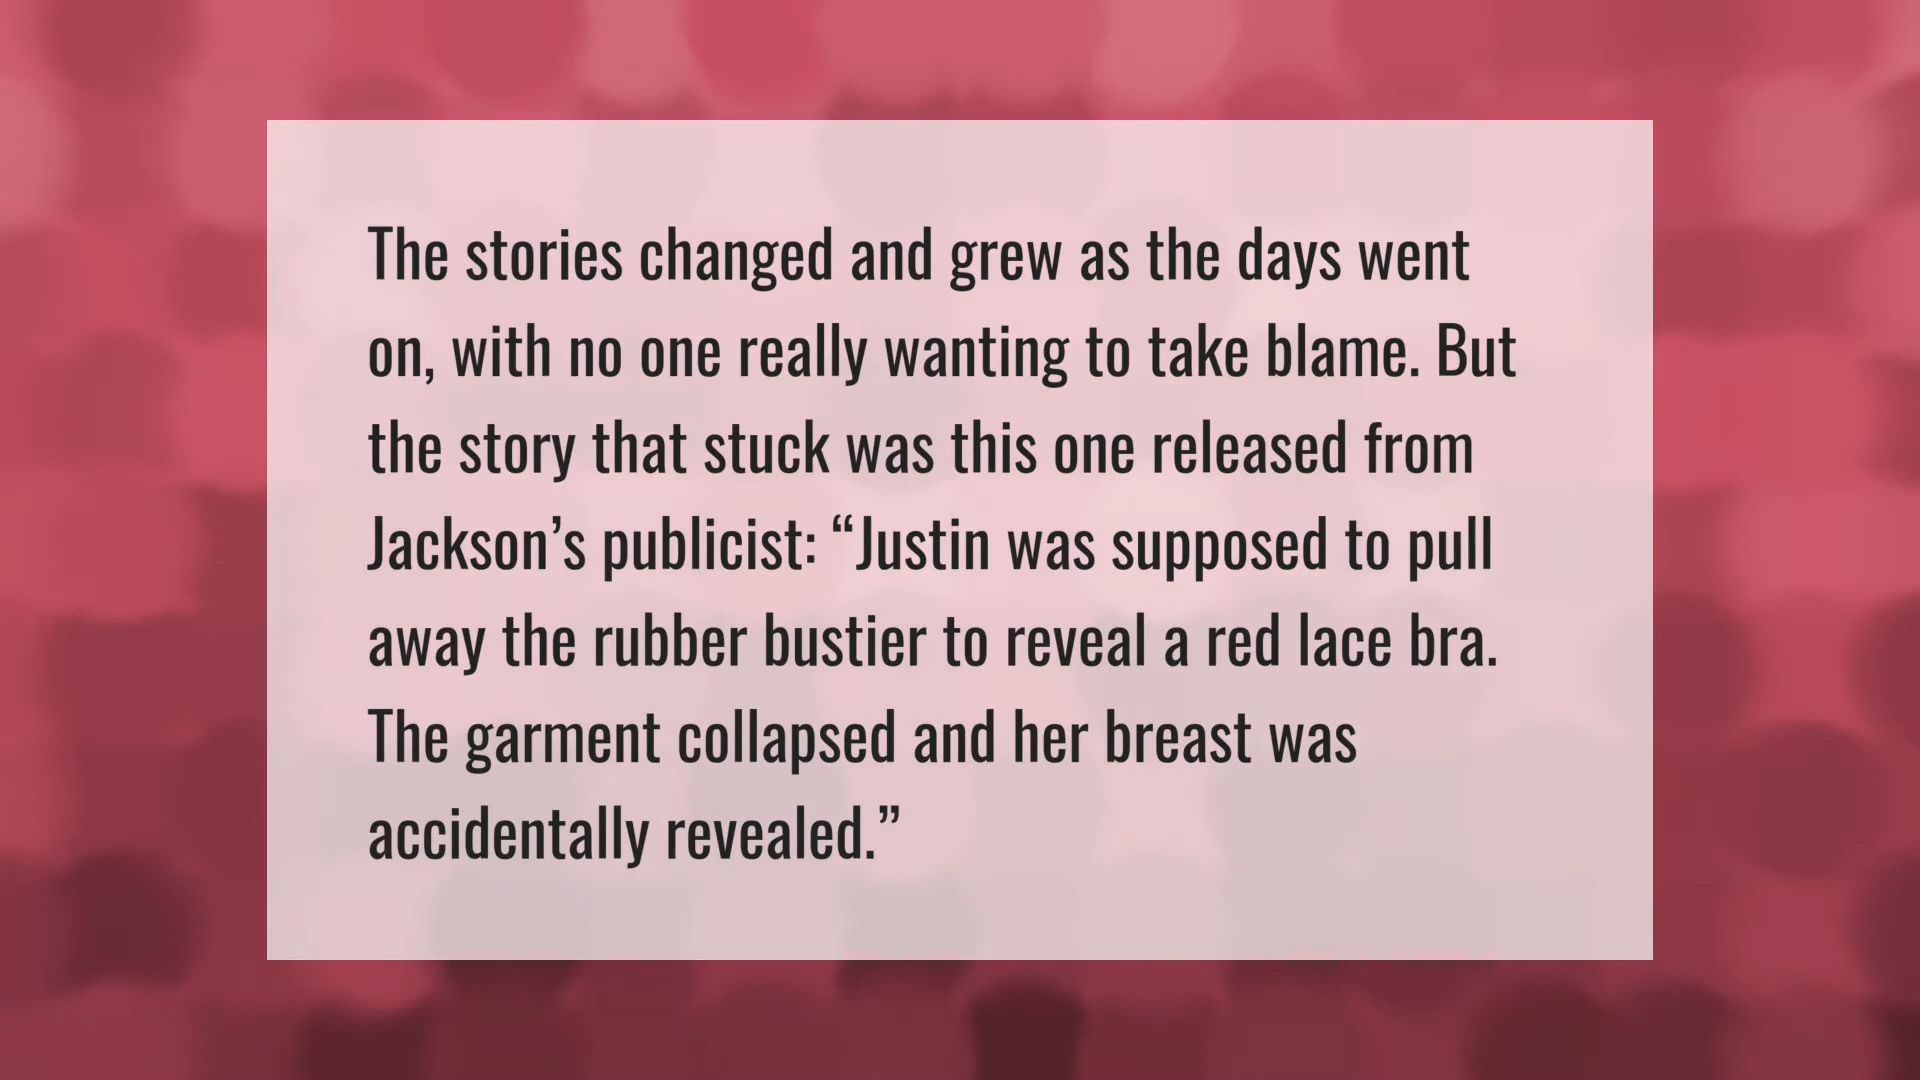 The stories changed and grew as the days went
on, with no one really wanting to take blame. But
the story that stuck was this one released from
Jackson’s publicist: “Justin was supposed to pull
away the rubber bustier to reveal a red lace bra.
The garment collapsed and her breast was
accidentally revealed.”